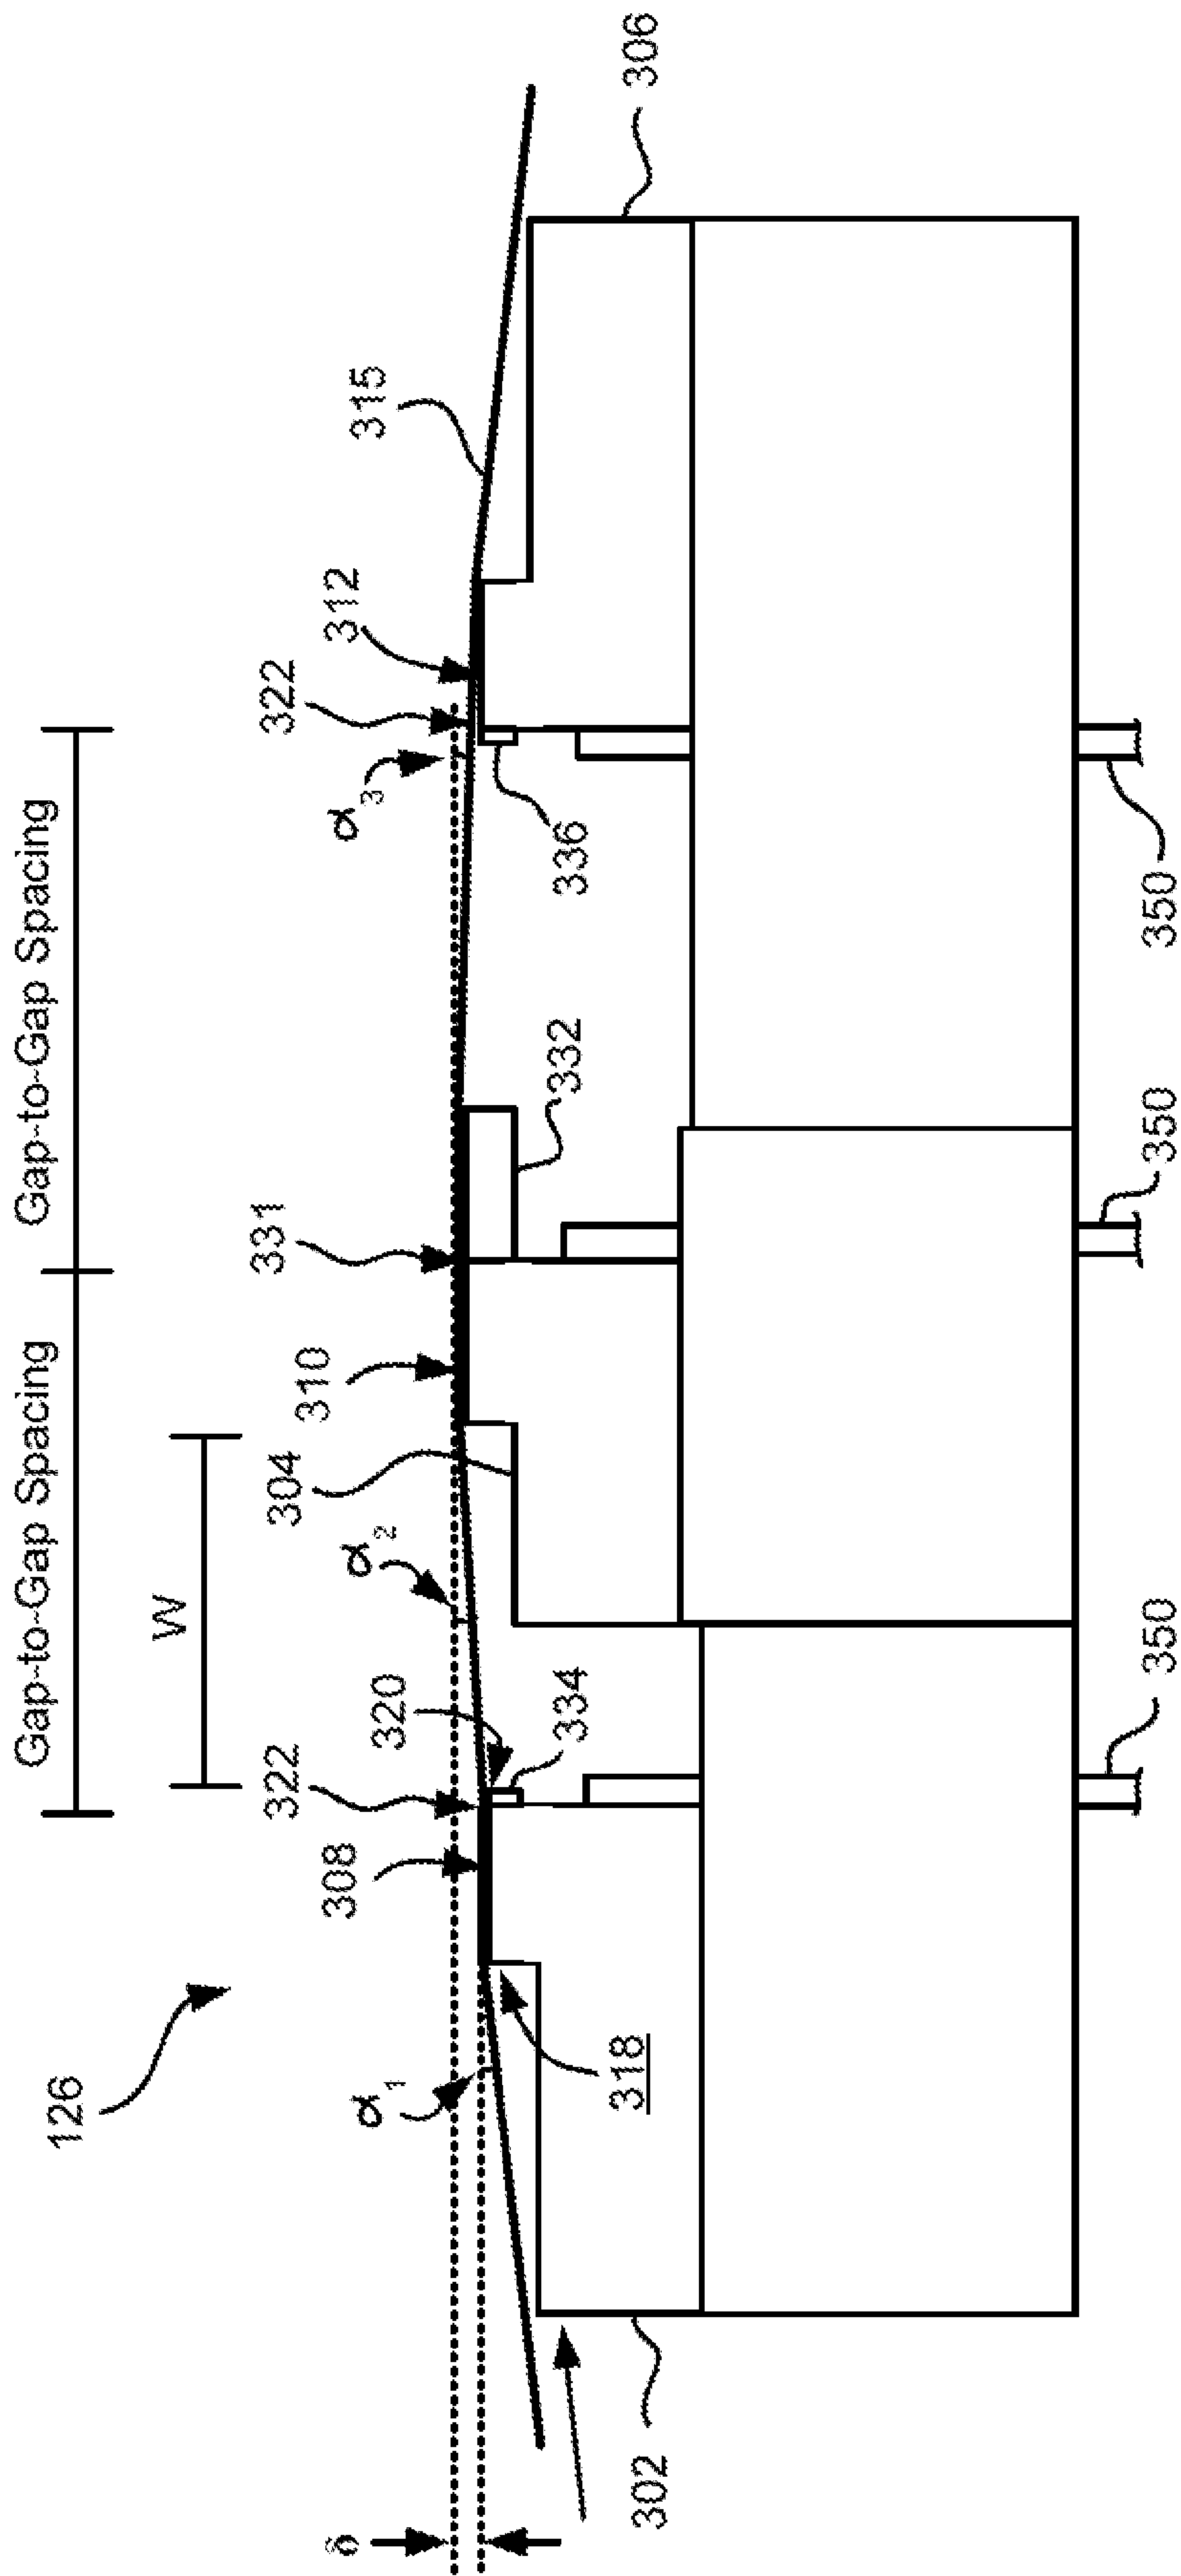 Gap-to-Gap Spacing
Gap-to-Gap Spacing
W
126
308
322
320
334
α2
304
310
331
332
α3
322
312
315
336
306
δ
α1
318
302
350
350
350